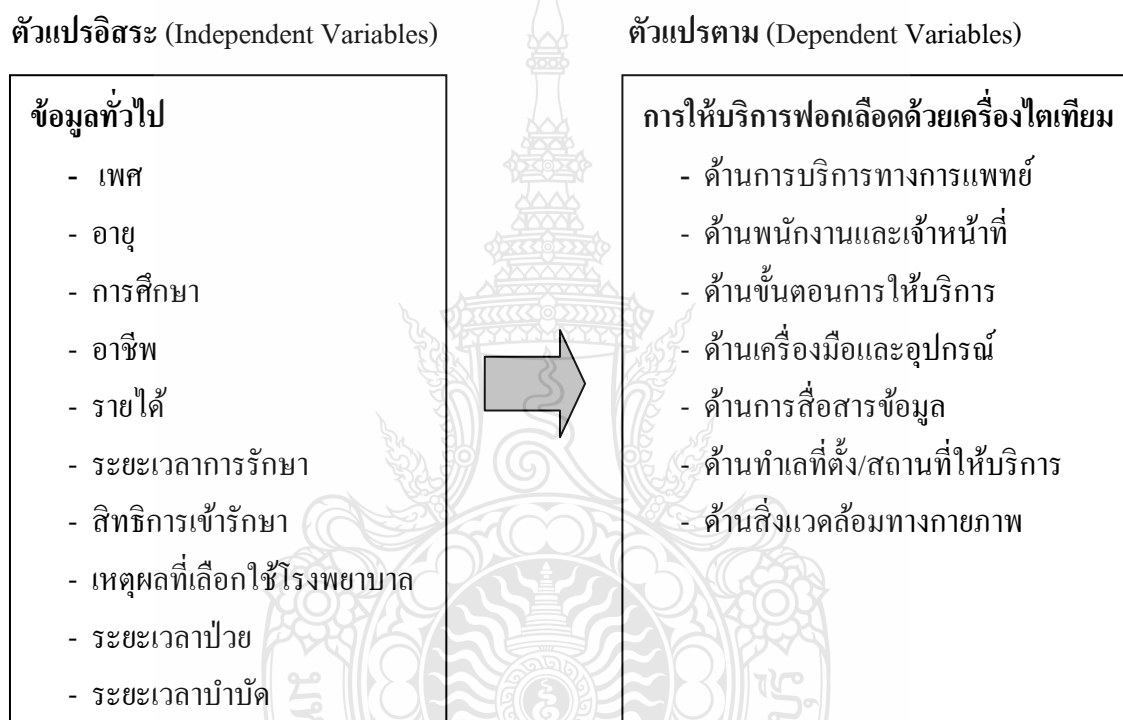 ตัวแปรอิสระ (Independent Variables)
ข้อมูลทั่วไป
- เพศ
- อายุ
- การศึกษา
- อาชีพ
- รายได้
- ระยะเวลาการรักษา
- สิทธิการเข้ารักษา
- เหตุผลที่เลือกใช้โรงพยาบาล
- ระยะเวลาป่วย
- ระยะเวลาบำบัด
ตัวแปรตาม (Dependent Variables)
การให้บริการฟอกเลือดด้วยเครื่องไตเทียม
- ด้านการบริการทางการแพทย์
- ด้านพนักงานและเจ้าหน้าที่
- ด้านขั้นตอนการให้บริการ
- ด้านเครื่องมือและอุปกรณ์
- ด้านการสื่อสารข้อมูล
- ด้านทำเลที่ตั้ง/สถานที่ให้บริการ
- ด้านสิ่งแวดล้อมทางกายภาพ